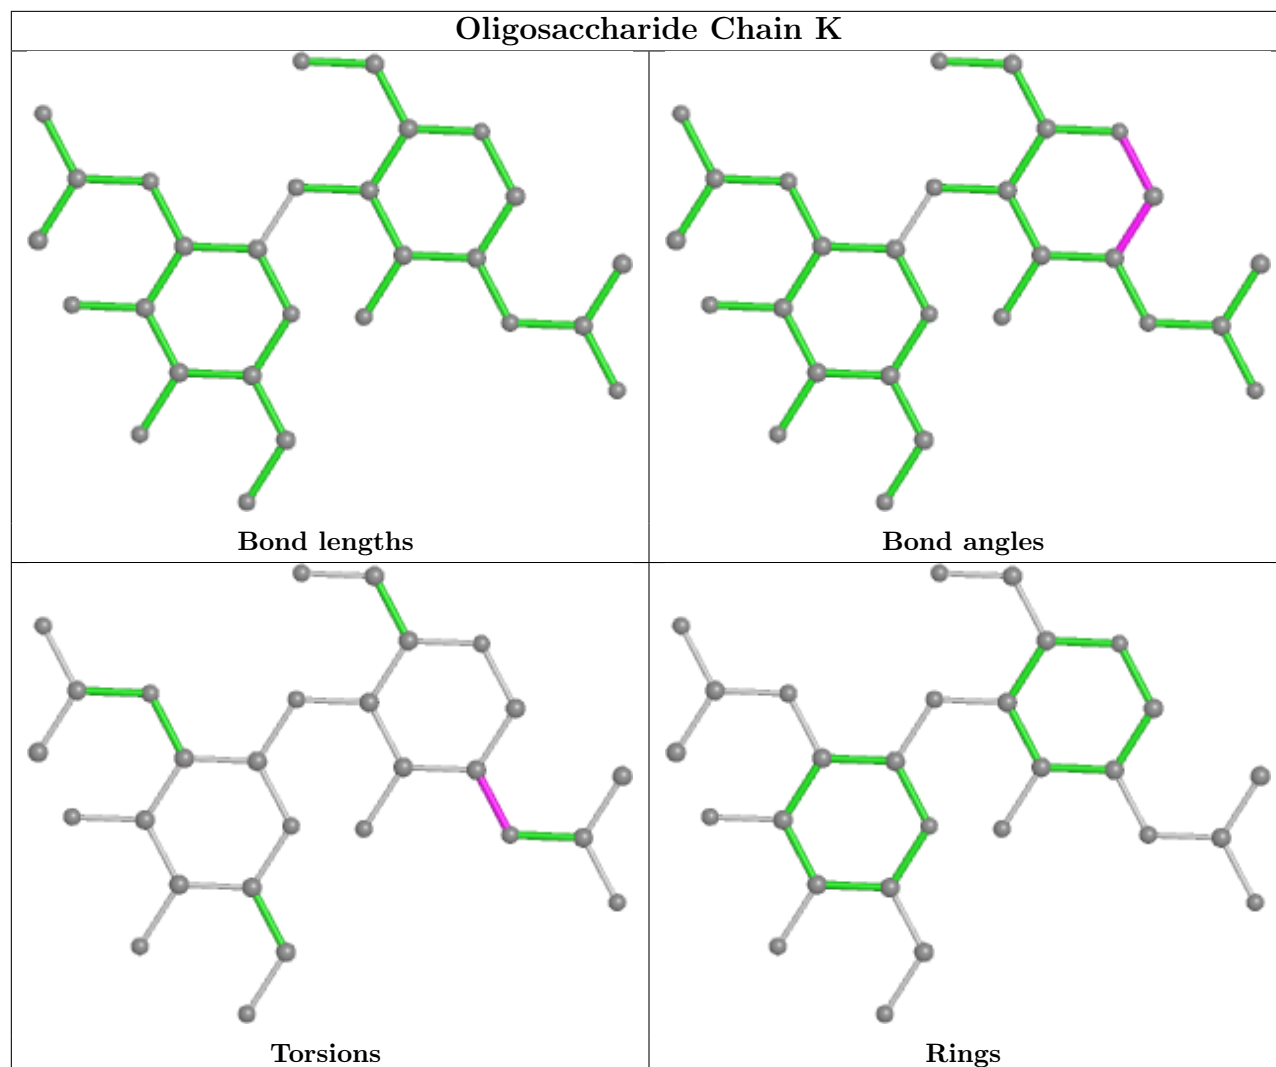 Oligosaccharide Chain K
Bond lengths
Bond angles
Torsions
Rings